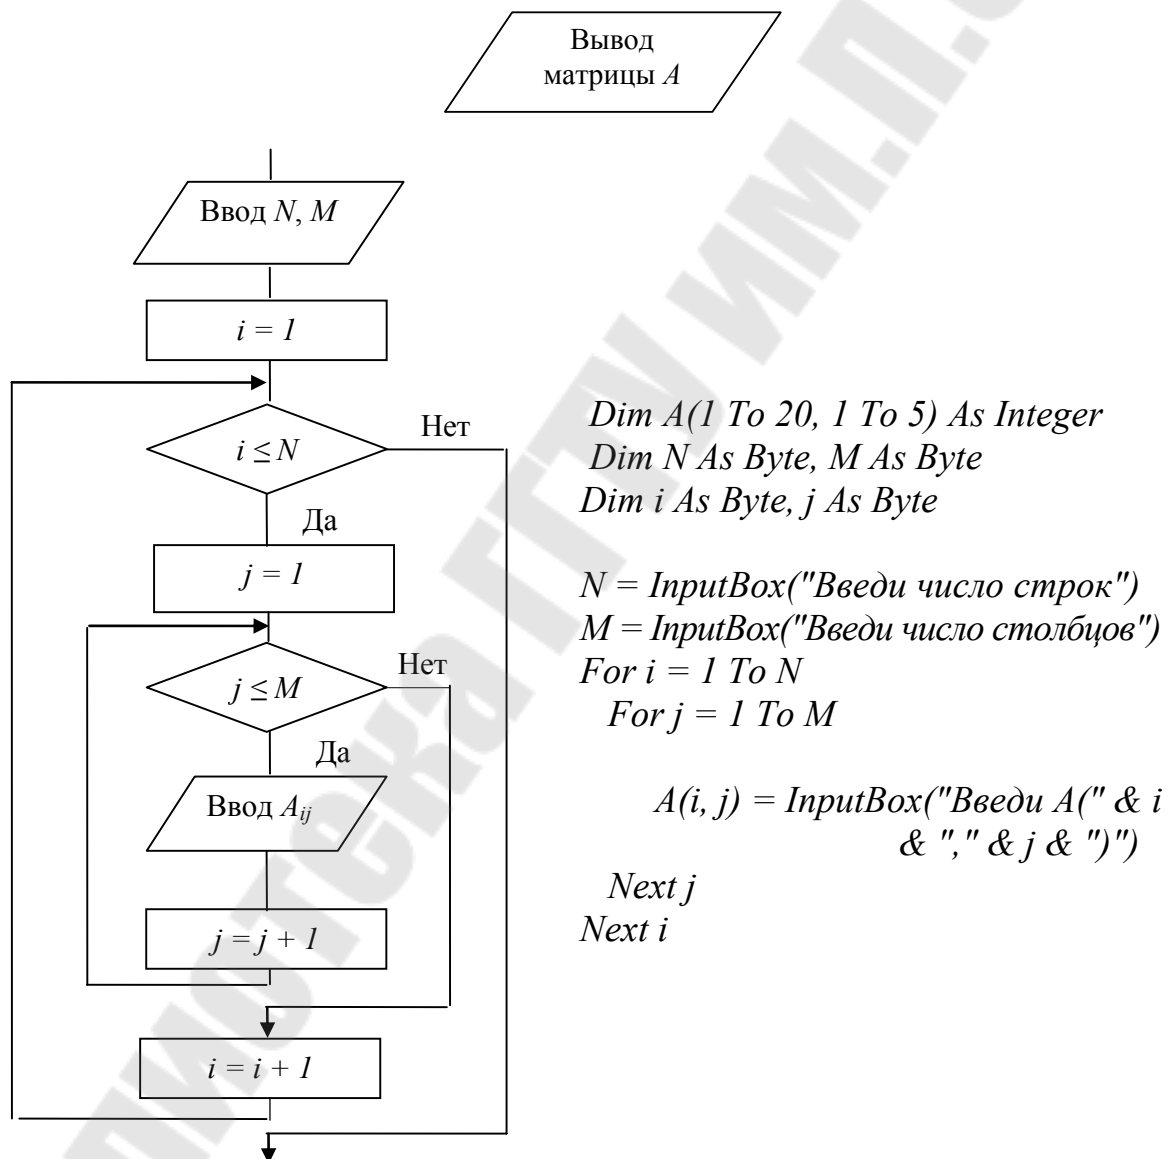 Вывод
матрицы A
Ввод N, M
i = 1
i ≤ N
Нет
Да
j = 1
j ≤ M
Нет
Да
Ввод Aij
j = j + 1
i = i + 1
Dim A(1 To 20, 1 To 5) As Integer
Dim N As Byte, M As Byte
Dim i As Byte, j As Byte
N = InputBox("Введи число строк")
M = InputBox("Введи число столбцов")
For i = 1 To N
For j = 1 To M
A(i, j) = InputBox("Введи A(" & i
& "," & j & ")")
Next j
Next i